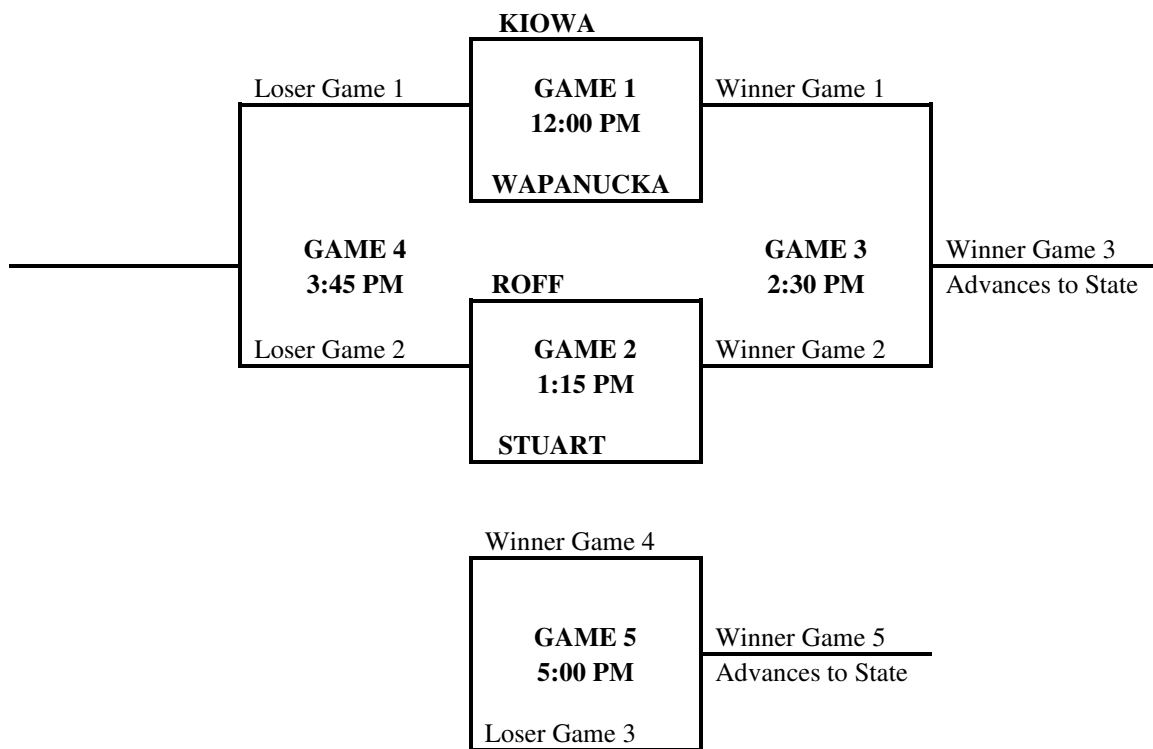 KIOWA
Loser Game 1
GAME 1
12:00 PM
Winner Game 1
WAPANUCKA
GAME 4
3:45 PM
GAME 3
2:30 PM
Winner Game 3
Advances to State
ROFF
Loser Game 2
GAME 2
1:15 PM
Winner Game 2
STUART
Winner Game 4
GAME 5
5:00 PM
Winner Game 5
Advances to State
Loser Game 3